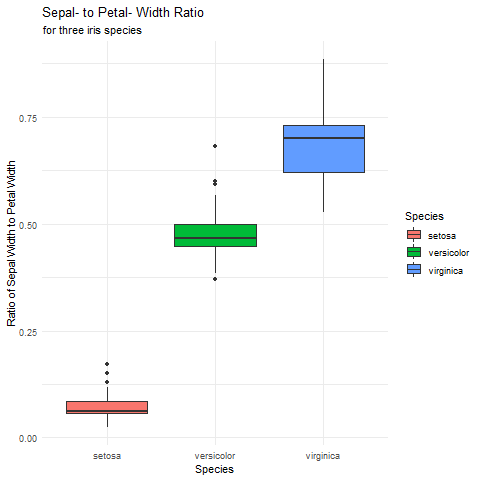 Sepal- to Petal- Width Ratio
for three iris species
Ratio of Sepal Width to Petal Width
0.75
0.50
0.25
0.00
setosa
versicolor
virginica
Species
Species
setosa
versicolor
virginica